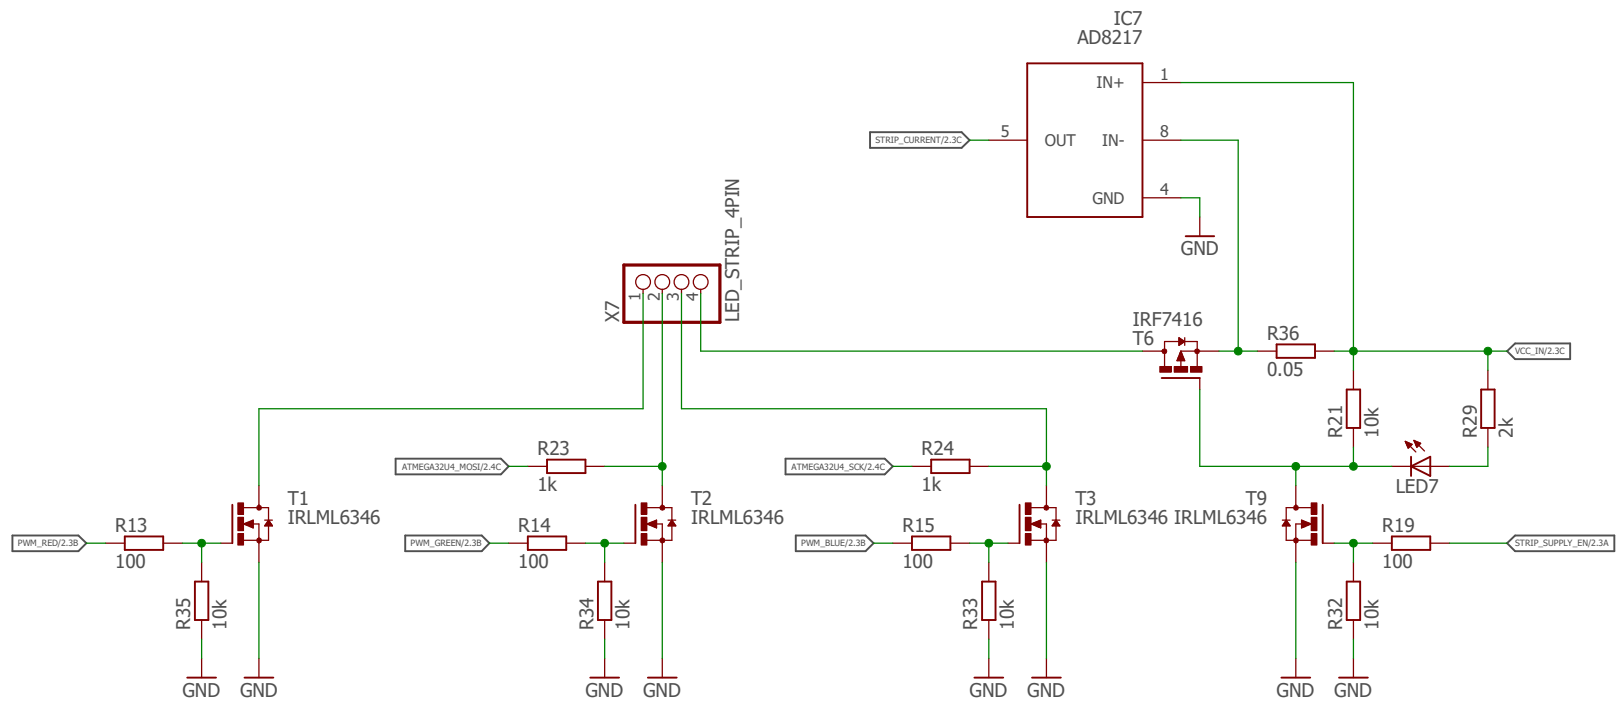 IC7
AD8217
IN+
1
STRIP_CURRENT/2.3C
5
OUT
IN-
8
GND
4
GND
X7
1
2
3
4
LED_STRIP_4PIN
IRF7416
T6
R36
0.05
VCC_IN/2.3C
R21
10k
R29
2k
LED7
ATMEGA32U4_MOSI/2.4C
R23
1k
ATMEGA32U4_SCK/2.4C
R24
1k
T1
IRLML6346
T2
IRLML6346
T3
IRLML6346
T9
IRLML6346
PWM_RED/2.3B
R13
100
PWM_GREEN/2.3B
R14
100
PWM_BLUE/2.3B
R15
100
R19
100
STRIP_SUPPLY_EN/2.3A
R35
10k
R34
10k
R33
10k
R32
10k
GND
GND
GND
GND
GND
GND
GND
GND